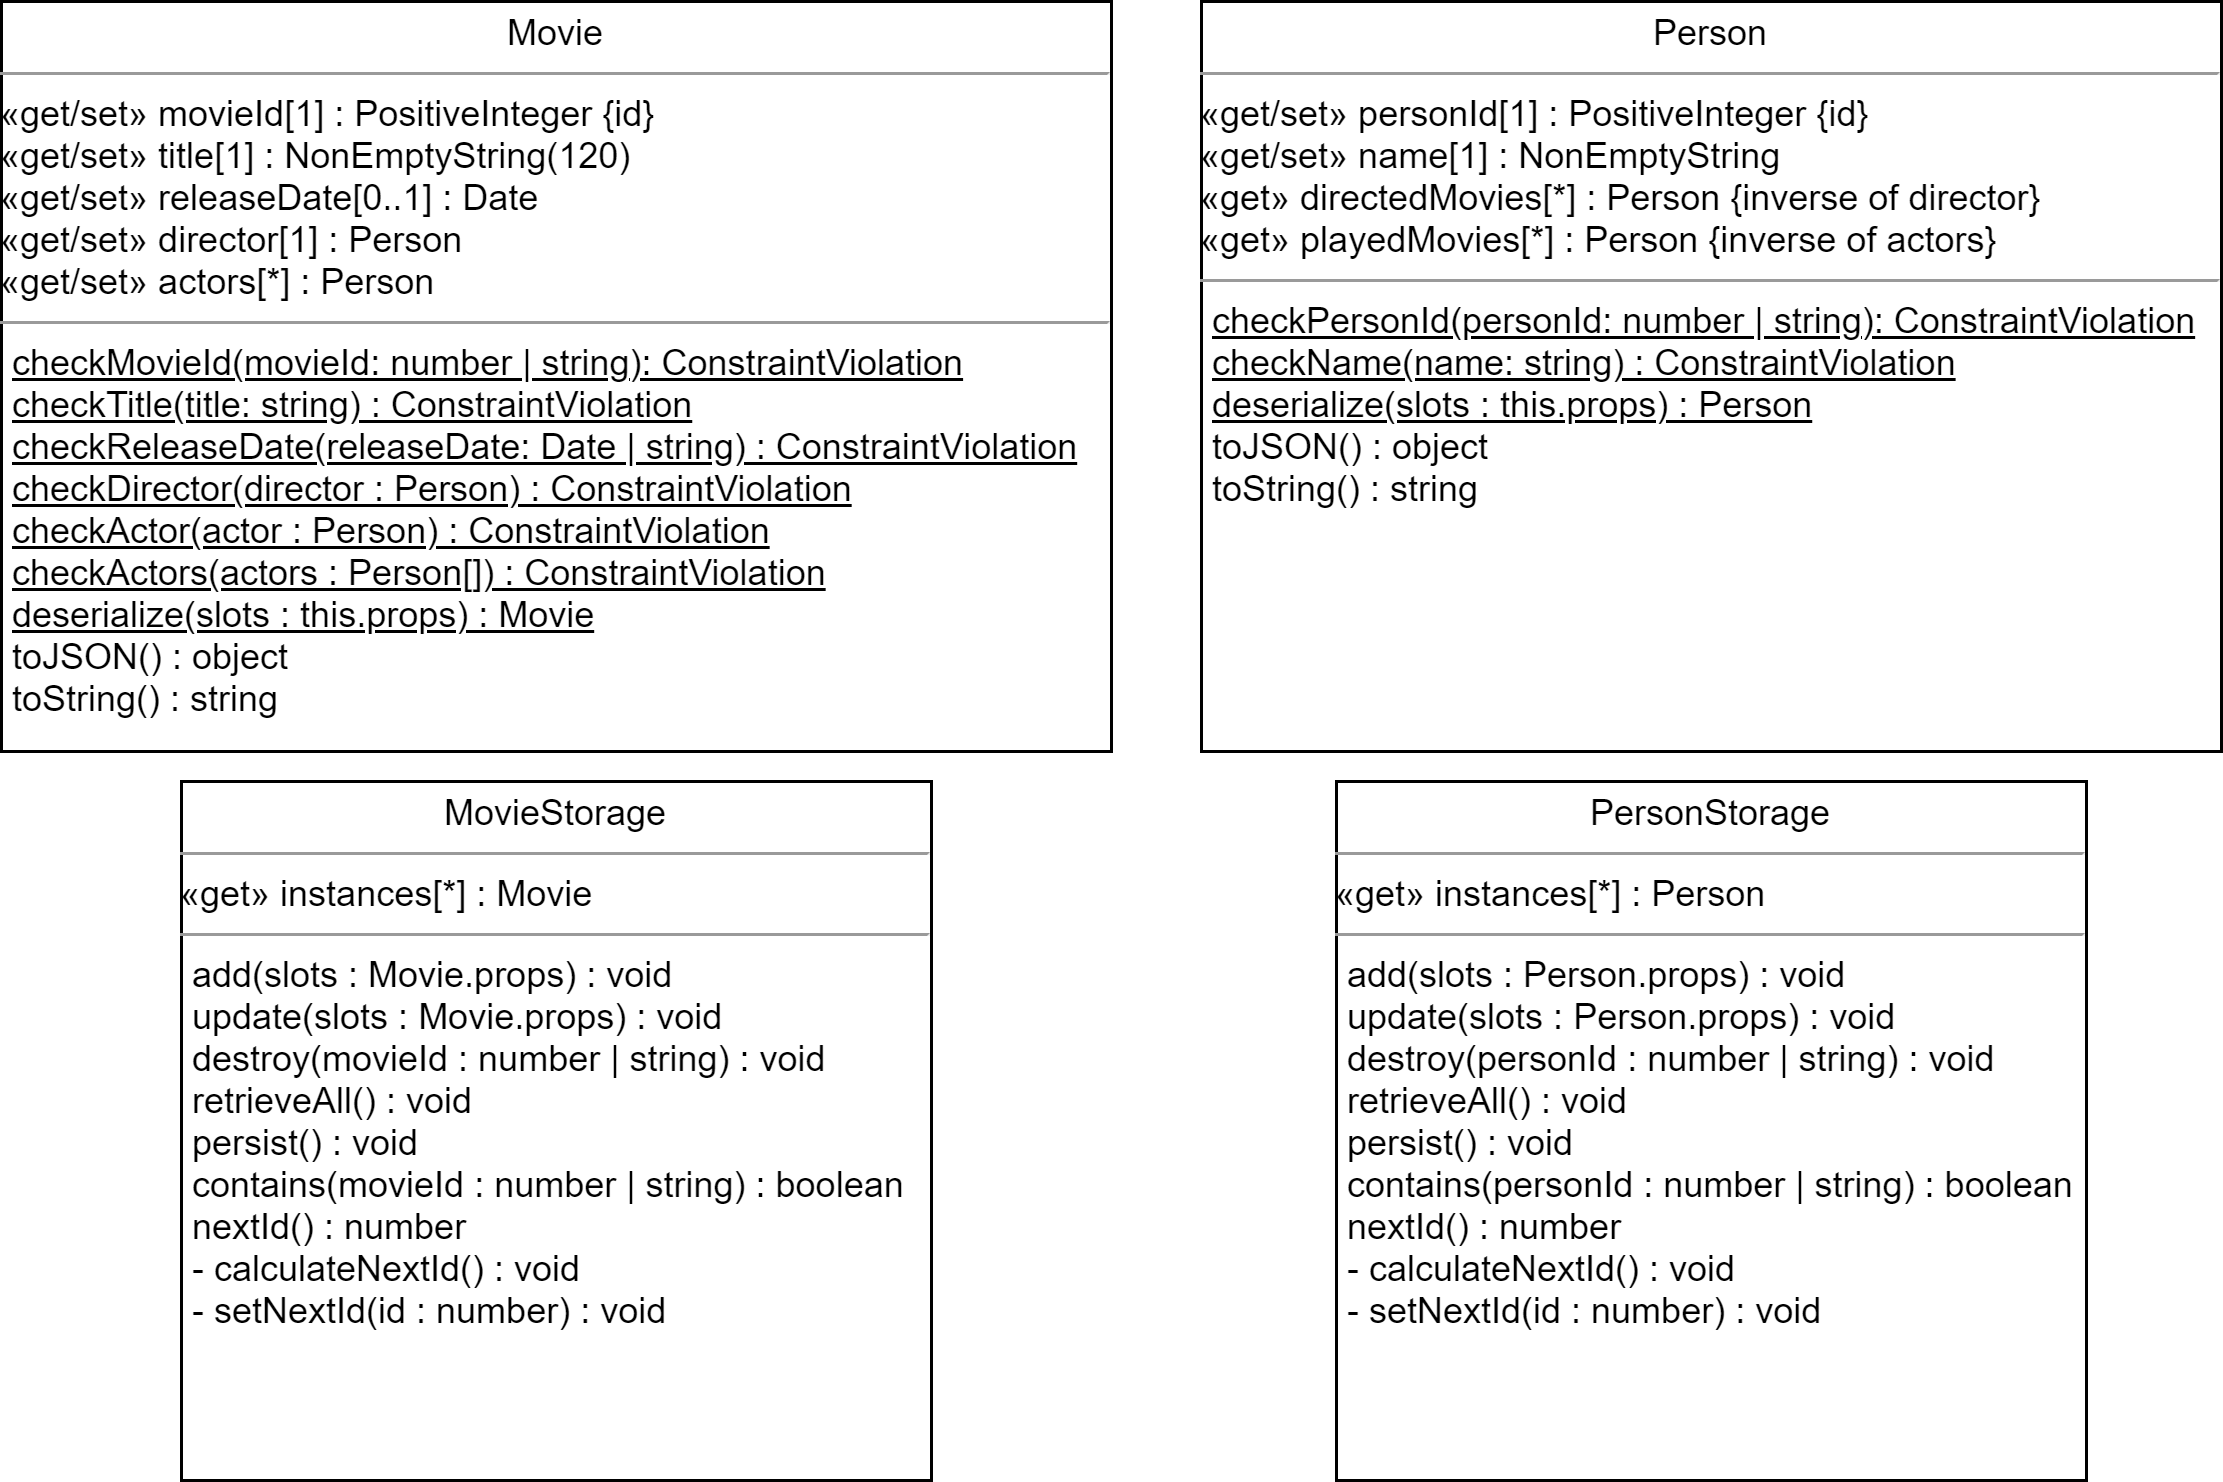 Movie
«get/set» movieId[1] : PositiveInteger {id}
«get/set» title[1] : NonEmptyString(120)
«get/set» releaseDate[0..1] : Date
«get/set» director[1] : Person
«get/set» actors[*] : Person
checkMovieId(movieId: number | string): ConstraintViolation
checkTitle(title: string) : ConstraintViolation
checkReleaseDate(releaseDate: Date | string) : ConstraintViolation
checkDirector(director : Person) : ConstraintViolation
checkActor(actor : Person) : ConstraintViolation
checkActors(actors : Person[]) : ConstraintViolation
deserialize(slots : this.props) : Movie
toJSON() : object
toString() : string
Person
«get/set» personId[1] : PositiveInteger {id}
«get/set» name[1] : NonEmptyString
«get» directedMovies[*] : Person {inverse of director}
«get» playedMovies[*] : Person {inverse of actors}
checkPersonId(personId: number | string): ConstraintViolation
checkName(name: string) : ConstraintViolation
deserialize(slots : this.props) : Person
toJSON() : object
toString() : string
MovieStorage
«get» instances[*] : Movie
add(slots : Movie.props) : void
update(slots : Movie.props) : void
destroy(movieId : number | string) : void
retrieveAll() : void
persist() : void
contains(movieId : number | string) : boolean
nextId() : number
- calculateNextId() : void
- setNextId(id : number) : void
PersonStorage
«get» instances[*] : Person
add(slots : Person.props) : void
update(slots : Person.props) : void
destroy(personId : number | string) : void
retrieveAll() : void
persist() : void
contains(personId : number | string) : boolean
nextId() : number
- calculateNextId() : void
- setNextId(id : number) : void